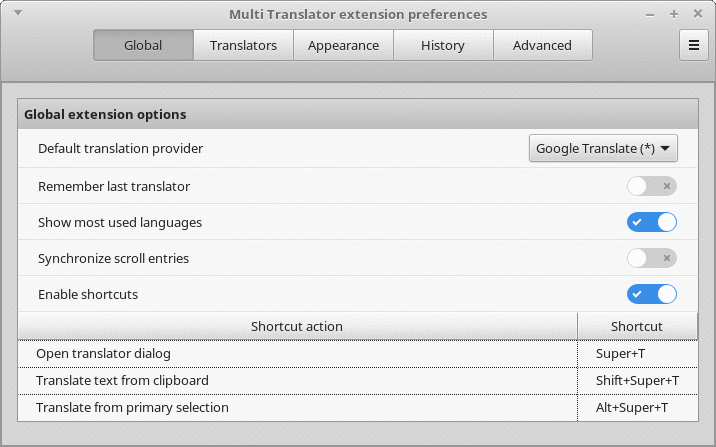 Multi Translator extension preferences
Global Translators Appearance History Advanced
Global extension options
Default translation provider Google Translate (*)
Remember last translator
Show most used languages
Synchronize scroll entries
Enable shortcuts
Shortcut action Shortcut
Open translator dialog Super+T
Translate text from clipboard Shift+Super+T
Translate from primary selection Alt+Super+T